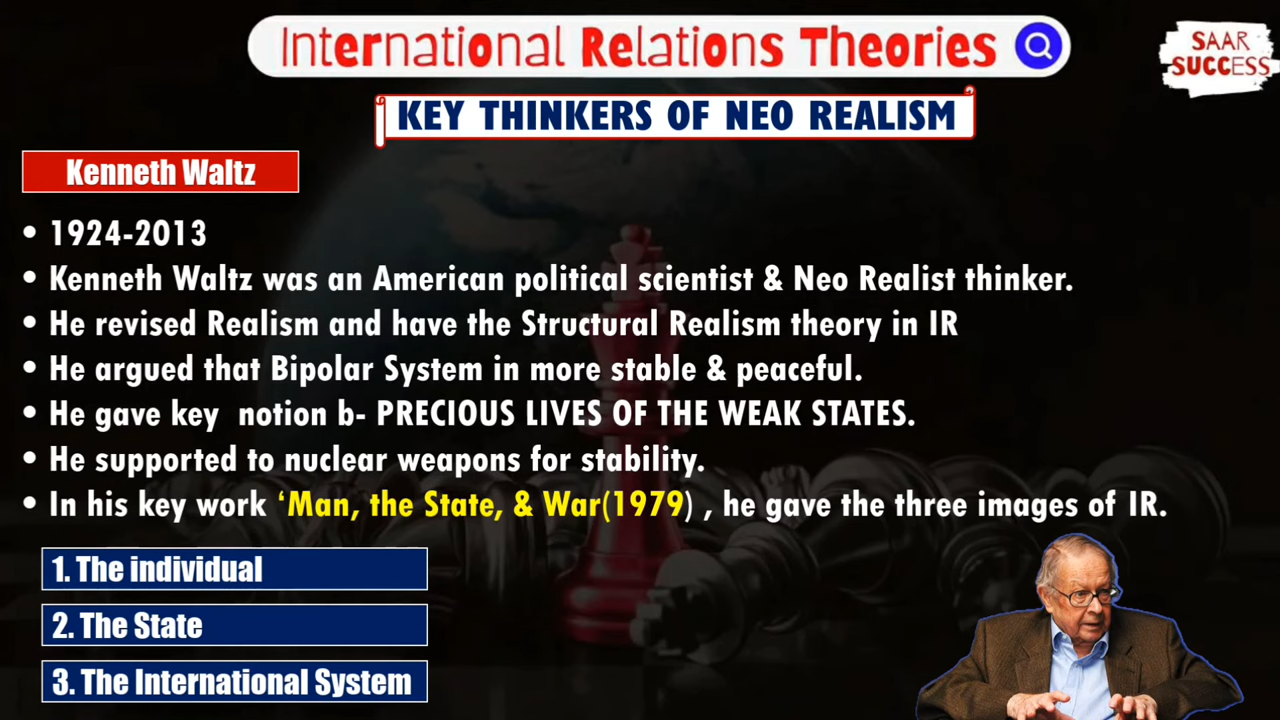 International Relations Theories
SAAR
SUCCESS
KEY THINKERS OF NEO REALISM
Kenneth Waltz
• 1924-2013
• Kenneth Waltz was an American political scientist & Neo Realist thinker.
• He revised Realism and have the Structural Realism theory in IR
• He argued that Bipolar System in more stable & peaceful.
• He gave key notion b- PRECIOUS LIVES OF THE WEAK STATES.
• He supported to nuclear weapons for stability.
• In his key work ‘Man, the State, & War(1979) , he gave the three images of IR.
1. The individual
2. The State
3. The International System